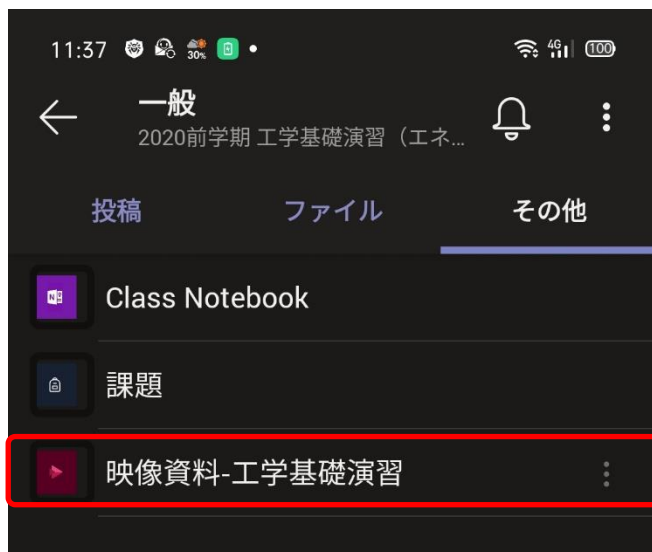 11:37 30% 4G 100
一般
2020前学期 工学基礎演習（エネ...
投稿 ファイル その他
N Class Notebook
課題
映像資料-工学基礎演習